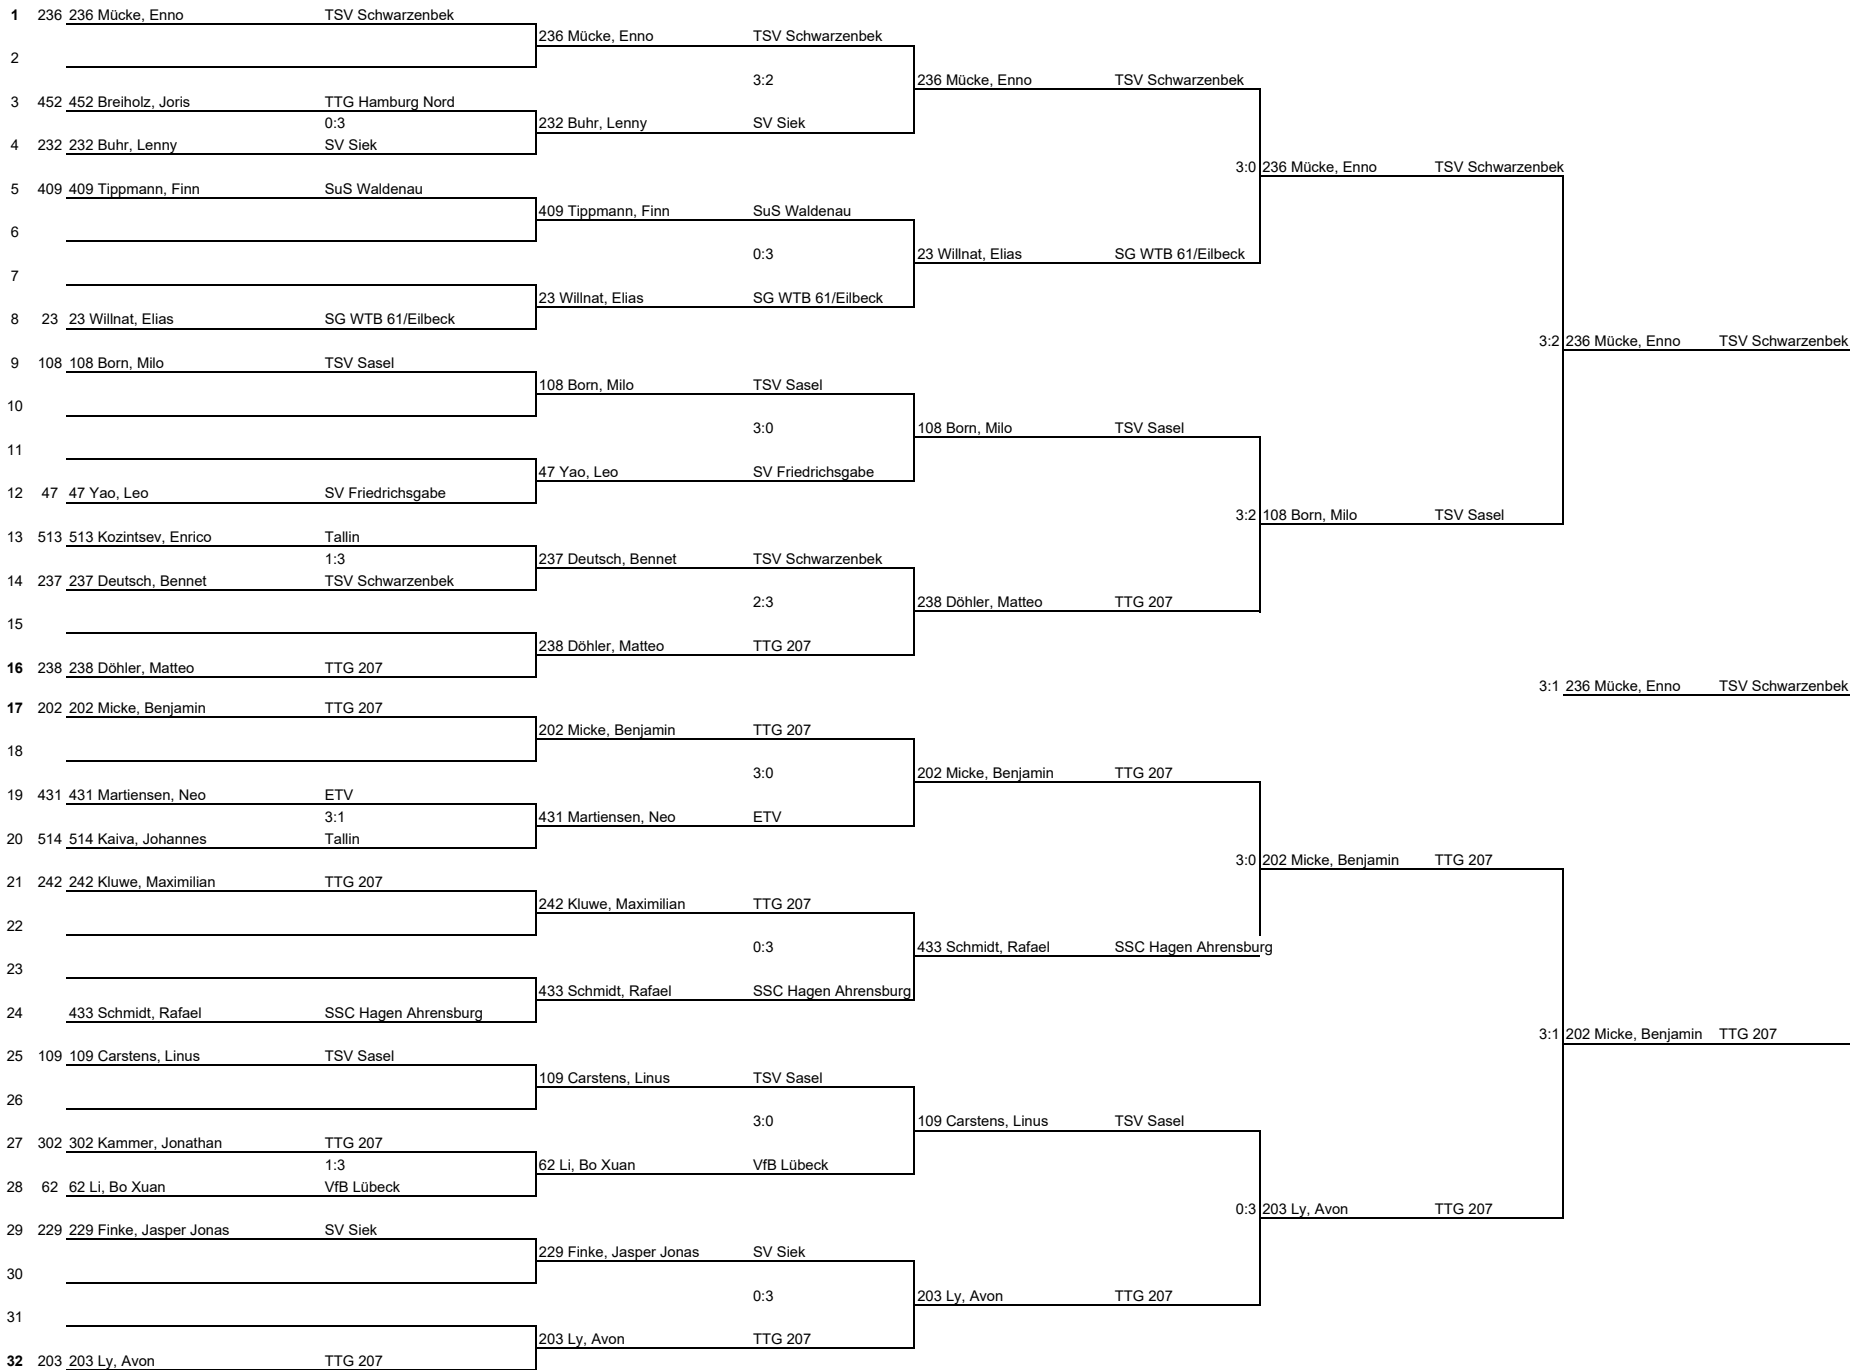 1 236 236 Mücke, Enno TSV Schwarzenbek
236 Mücke, Enno TSV Schwarzenbek
2
3:2 236 Mücke, Enno TSV Schwarzenbek
3 452 452 Breiholz, Joris TTG Hamburg Nord
0:3 232 Buhr, Lenny SV Siek
4 232 232 Buhr, Lenny SV Siek
3:0 236 Mücke, Enno TSV Schwarzenbek
5 409 409 Tippmann, Finn SuS Waldenau
409 Tippmann, Finn SuS Waldenau
6
0:3 23 Willnat, Elias SG WTB 61/Eilbeck
7
23 Willnat, Elias SG WTB 61/Eilbeck
8 23 23 Willnat, Elias SG WTB 61/Eilbeck
3:2 236 Mücke, Enno TSV Schwarzenbek
9 108 108 Born, Milo TSV Sasel
108 Born, Milo TSV Sasel
10
3:0 108 Born, Milo TSV Sasel
11
47 Yao, Leo SV Friedrichsgabe
12 47 47 Yao, Leo SV Friedrichsgabe
3:2 108 Born, Milo TSV Sasel
13 513 513 Kozintsev, Enrico Tallin
1:3 237 Deutsch, Bennet TSV Schwarzenbek
14 237 237 Deutsch, Bennet TSV Schwarzenbek
2:3 238 Döhler, Matteo TTG 207
15
238 Döhler, Matteo TTG 207
16 238 238 Döhler, Matteo TTG 207
3:1 236 Mücke, Enno TSV Schwarzenbek
17 202 202 Micke, Benjamin TTG 207
202 Micke, Benjamin TTG 207
18
3:0 202 Micke, Benjamin TTG 207
19 431 431 Martiensen, Neo ETV
3:1 431 Martiensen, Neo ETV
20 514 514 Kaiva, Johannes Tallin
3:0 202 Micke, Benjamin TTG 207
21 242 242 Kluwe, Maximilian TTG 207
242 Kluwe, Maximilian TTG 207
22
0:3 433 Schmidt, Rafael SSC Hagen Ahrensburg
23
433 Schmidt, Rafael SSC Hagen Ahrensburg
24 433 Schmidt, Rafael SSC Hagen Ahrensburg
3:1 202 Micke, Benjamin TTG 207
25 109 109 Carstens, Linus TSV Sasel
109 Carstens, Linus TSV Sasel
26
3:0 109 Carstens, Linus TSV Sasel
27 302 302 Kammer, Jonathan TTG 207
1:3 62 Li, Bo Xuan VfB Lübeck
28 62 62 Li, Bo Xuan VfB Lübeck
0:3 203 Ly, Avon TTG 207
29 229 229 Finke, Jasper Jonas SV Siek
229 Finke, Jasper Jonas SV Siek
30
0:3 203 Ly, Avon TTG 207
31
203 Ly, Avon TTG 207
32 203 203 Ly, Avon TTG 207